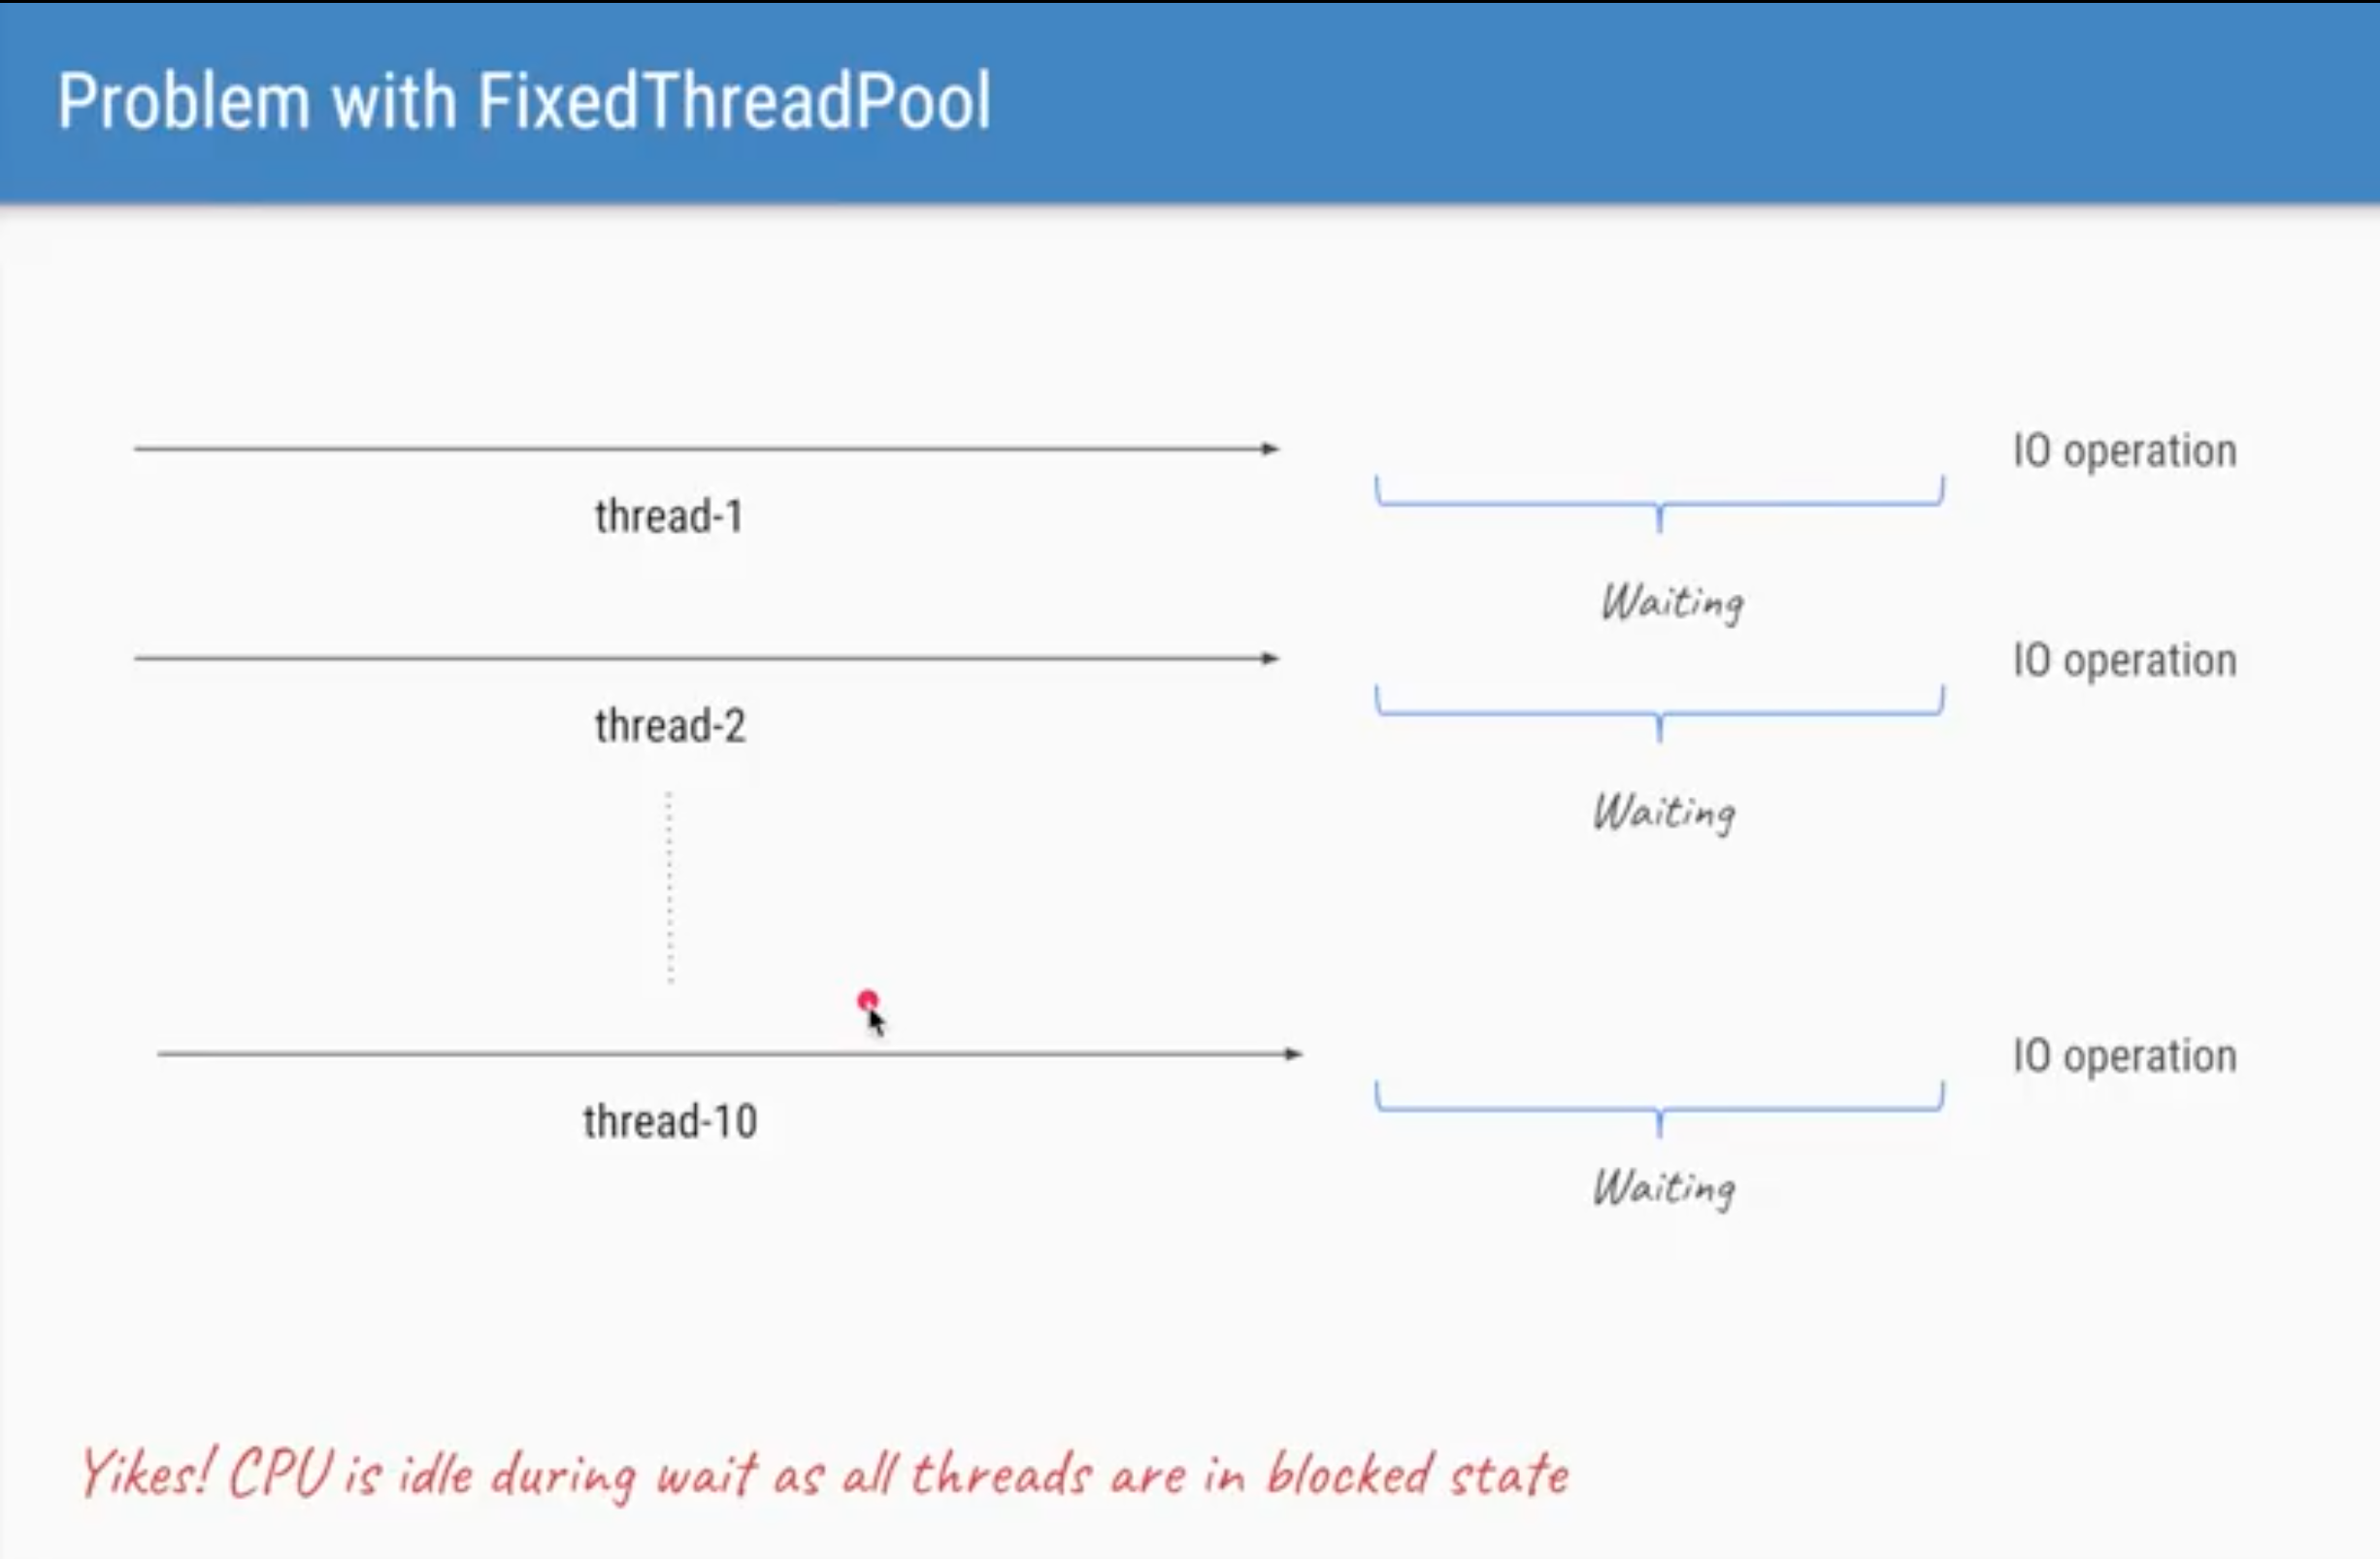 Problem with FixedThreadPool
IO operation
thread-1
Waiting
IO operation
thread-2
Waiting
IO operation
thread-10
Waiting
Yikes! CPU is idle during wait as all threads are in blocked state